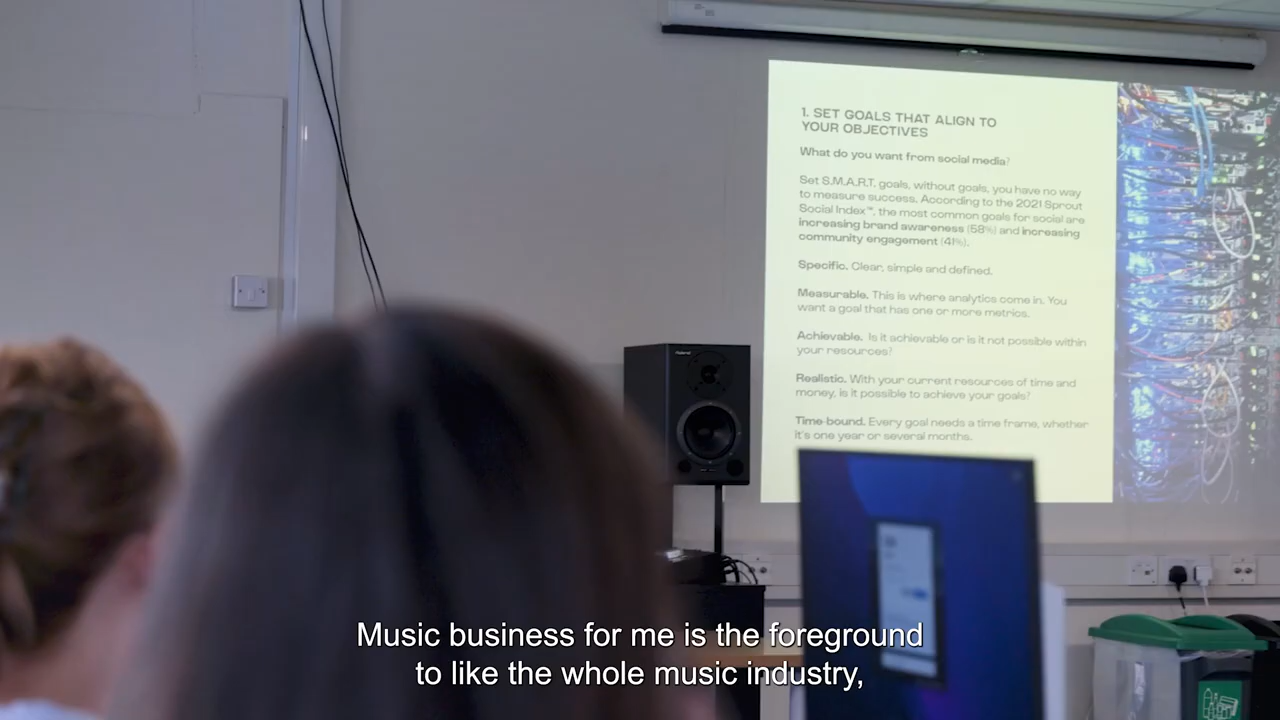 1. SET GOALS THAT ALIGN TO
YOUR OBJECTIVES
What do you want from social media?
Set S.M.A.R.T. goals, without goals, you have no way
to measure success. According to the 2021 Sprout
Social Index™, the most common goals for social are
increasing brand awareness (58%) and increasing
community engagement (41%).
Specific. Clear, simple and defined.
Measurable. This is where analytics come in. You
want a goal that has one or more metrics.
Achievable. Is it achievable or is it not possible within
your resources?
Realistic. With your current resources of time and
money, is it possible to achieve your goals?
Time-bound. Every goal needs a time frame, whether
it's one year or several months.
Roland
Music business for me is the foreground
to like the whole music industry,